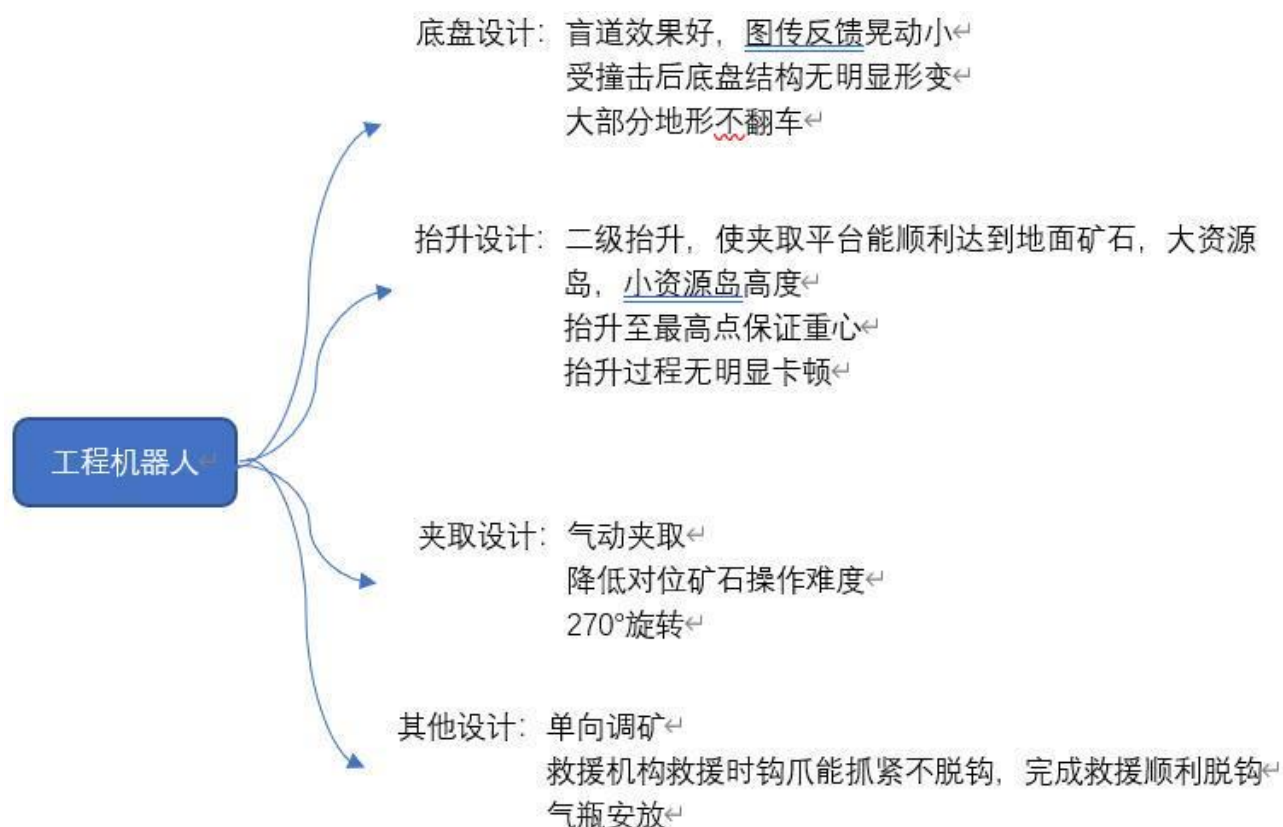 底盘设计：盲道效果好，图传反馈晃动小
受撞击后底盘结构无明显形变
大部分地形不翻车
抬升设计：二级抬升，使夹取平台能顺利达到地面矿石，大资源
岛，小资源岛高度
抬升至最高点保证重心
抬升过程无明显卡顿
工程机器人
夹取设计：气动夹取
降低对位矿石操作难度
270°旋转
其他设计：单向调矿
救援机构救援时钩爪能抓紧不脱钩，完成救援顺利脱钩
气瓶安放